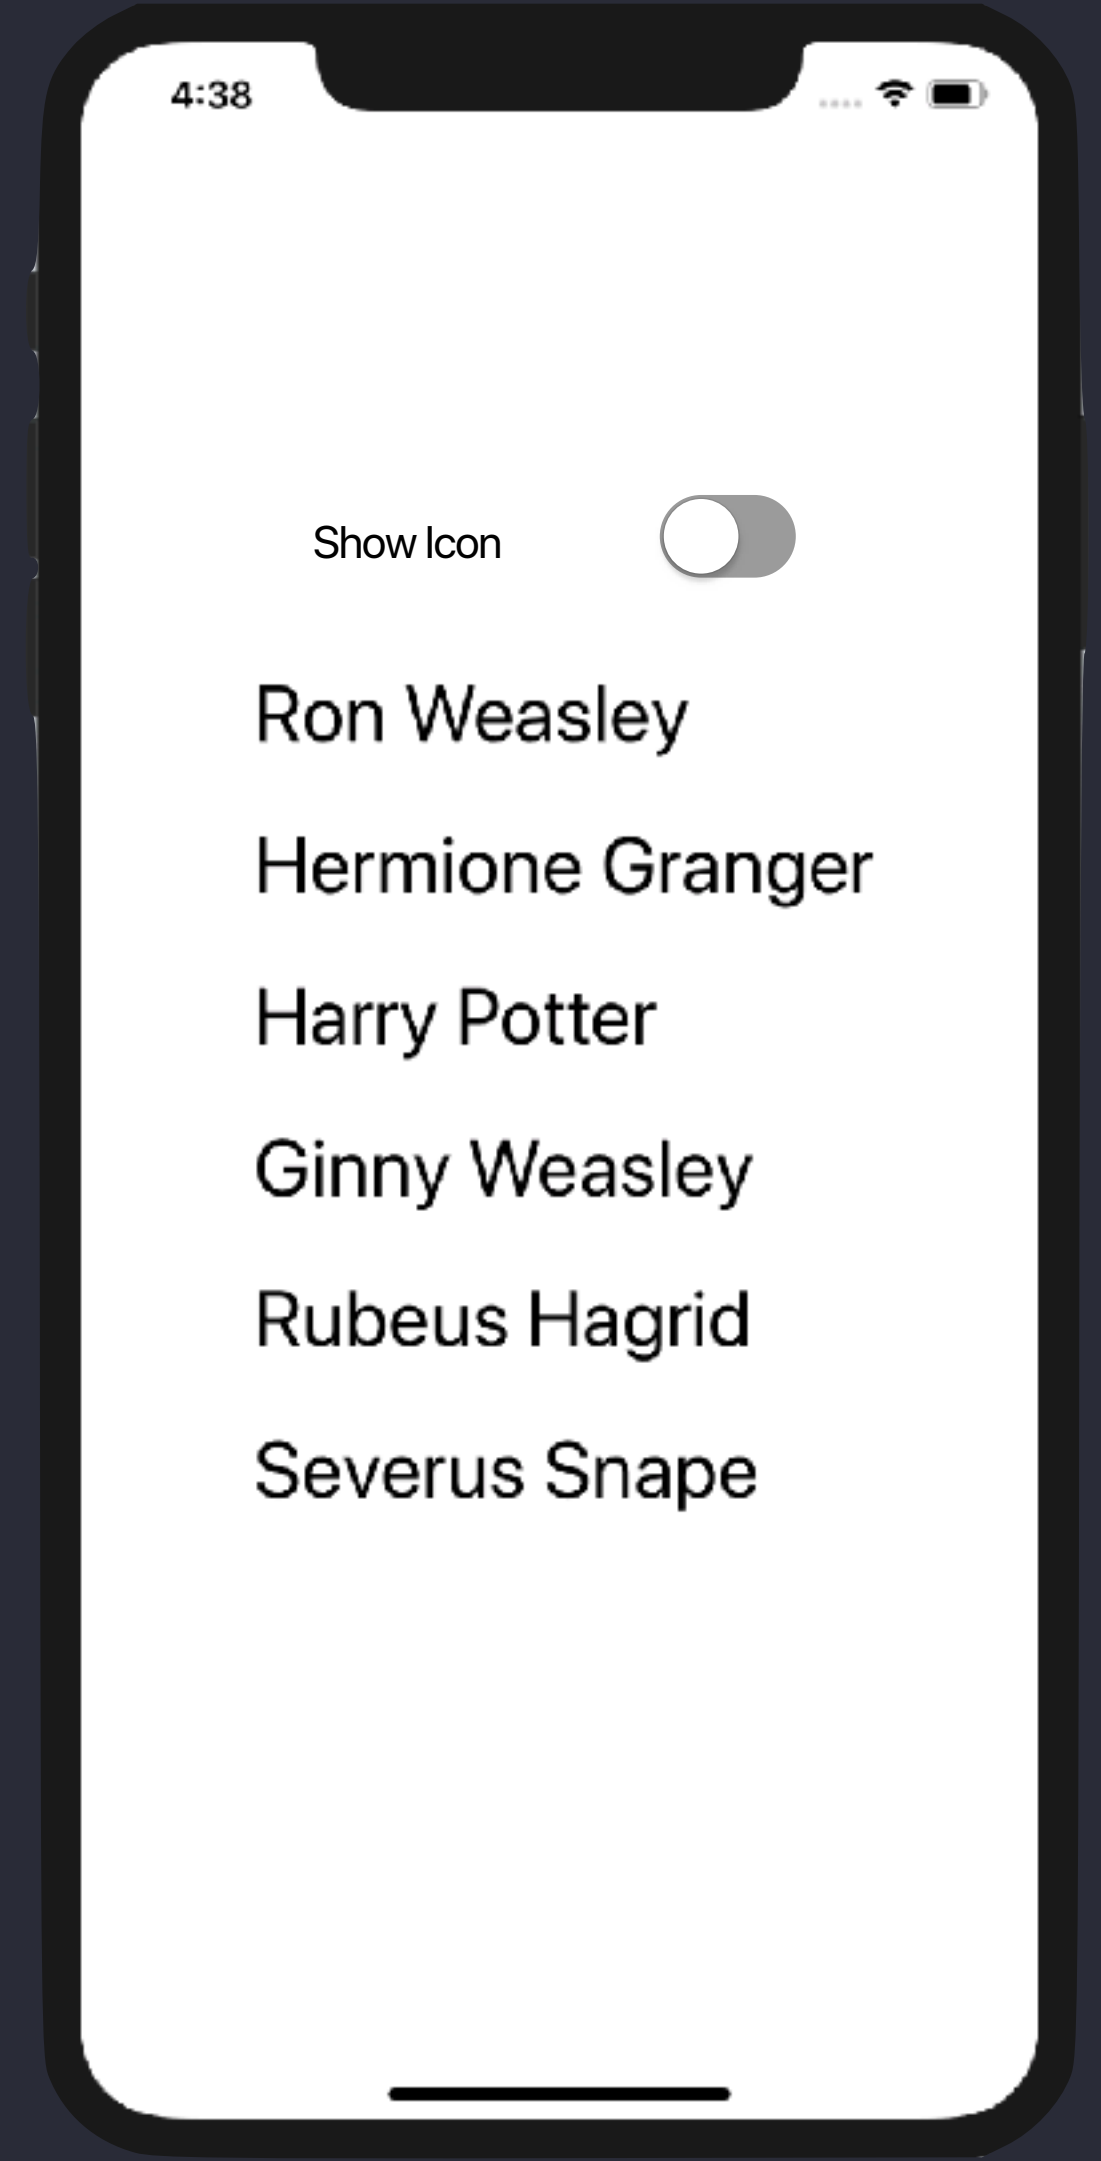 4:38
Show Icon
Ron Weasley
Hermione Granger
Harry Potter
Ginny Weasley
Rubeus Hagrid
Severus Snape